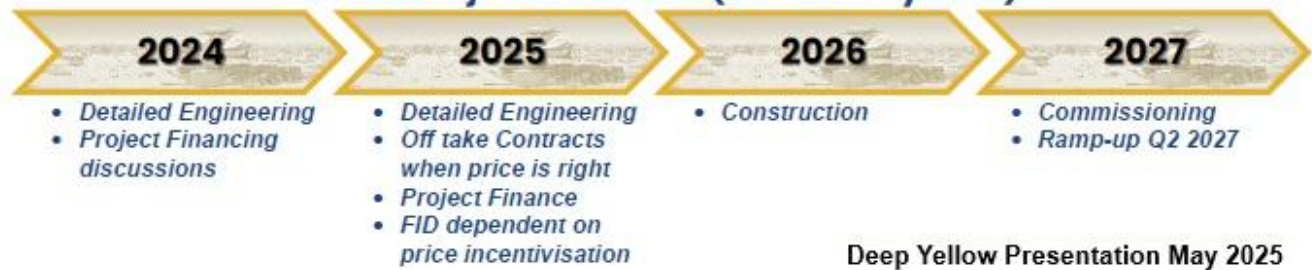 2024
• Detailed Engineering
• Project Financing
discussions
2025
• Detailed Engineering
• Off take Contracts
when price is right
• Project Finance
• FID dependent on
price incentivisation
2026
• Construction
2027
• Commissioning
• Ramp-up Q2 2027
Deep Yellow Presentation May 2025